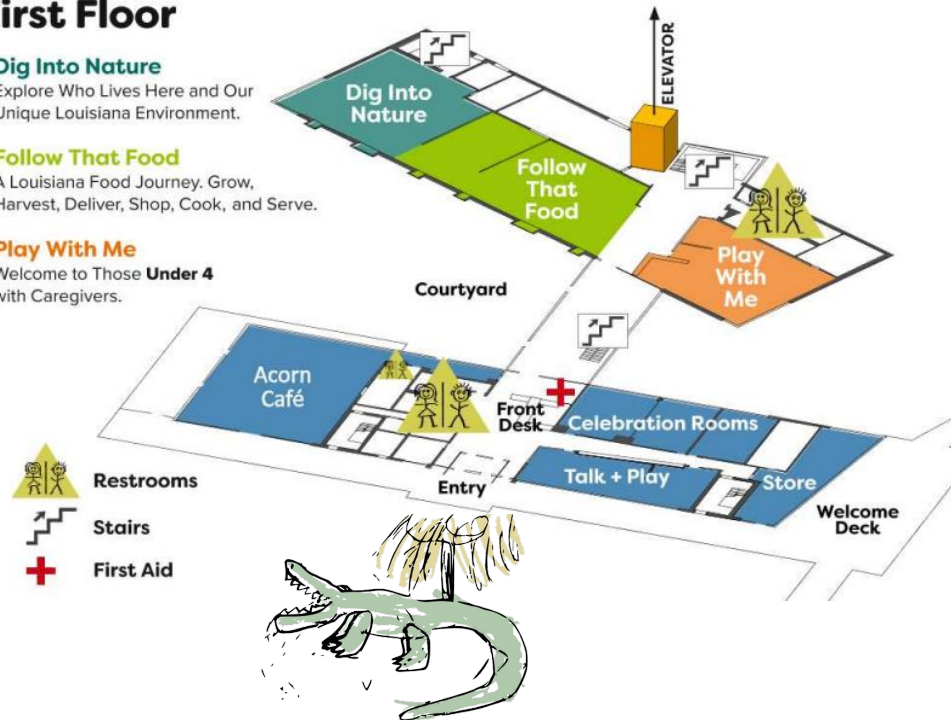 irst Floor
Dig Into Nature
Explore Who Lives Here and Our
Unique Louisiana Environment.
Follow That Food
A Louisiana Food Journey. Grow,
Harvest, Deliver, Shop, Cook, and Serve.
Play With Me
Welcome to Those Under 4
with Caregivers.
ELEVATOR
Dig Into
Nature
Follow
That
Food
Play
With
Me
Courtyard
Acorn
Café
Front
Desk
Celebration Rooms
Talk + Play
Store
Entry
Welcome
Deck
Restrooms
Stairs
First Aid